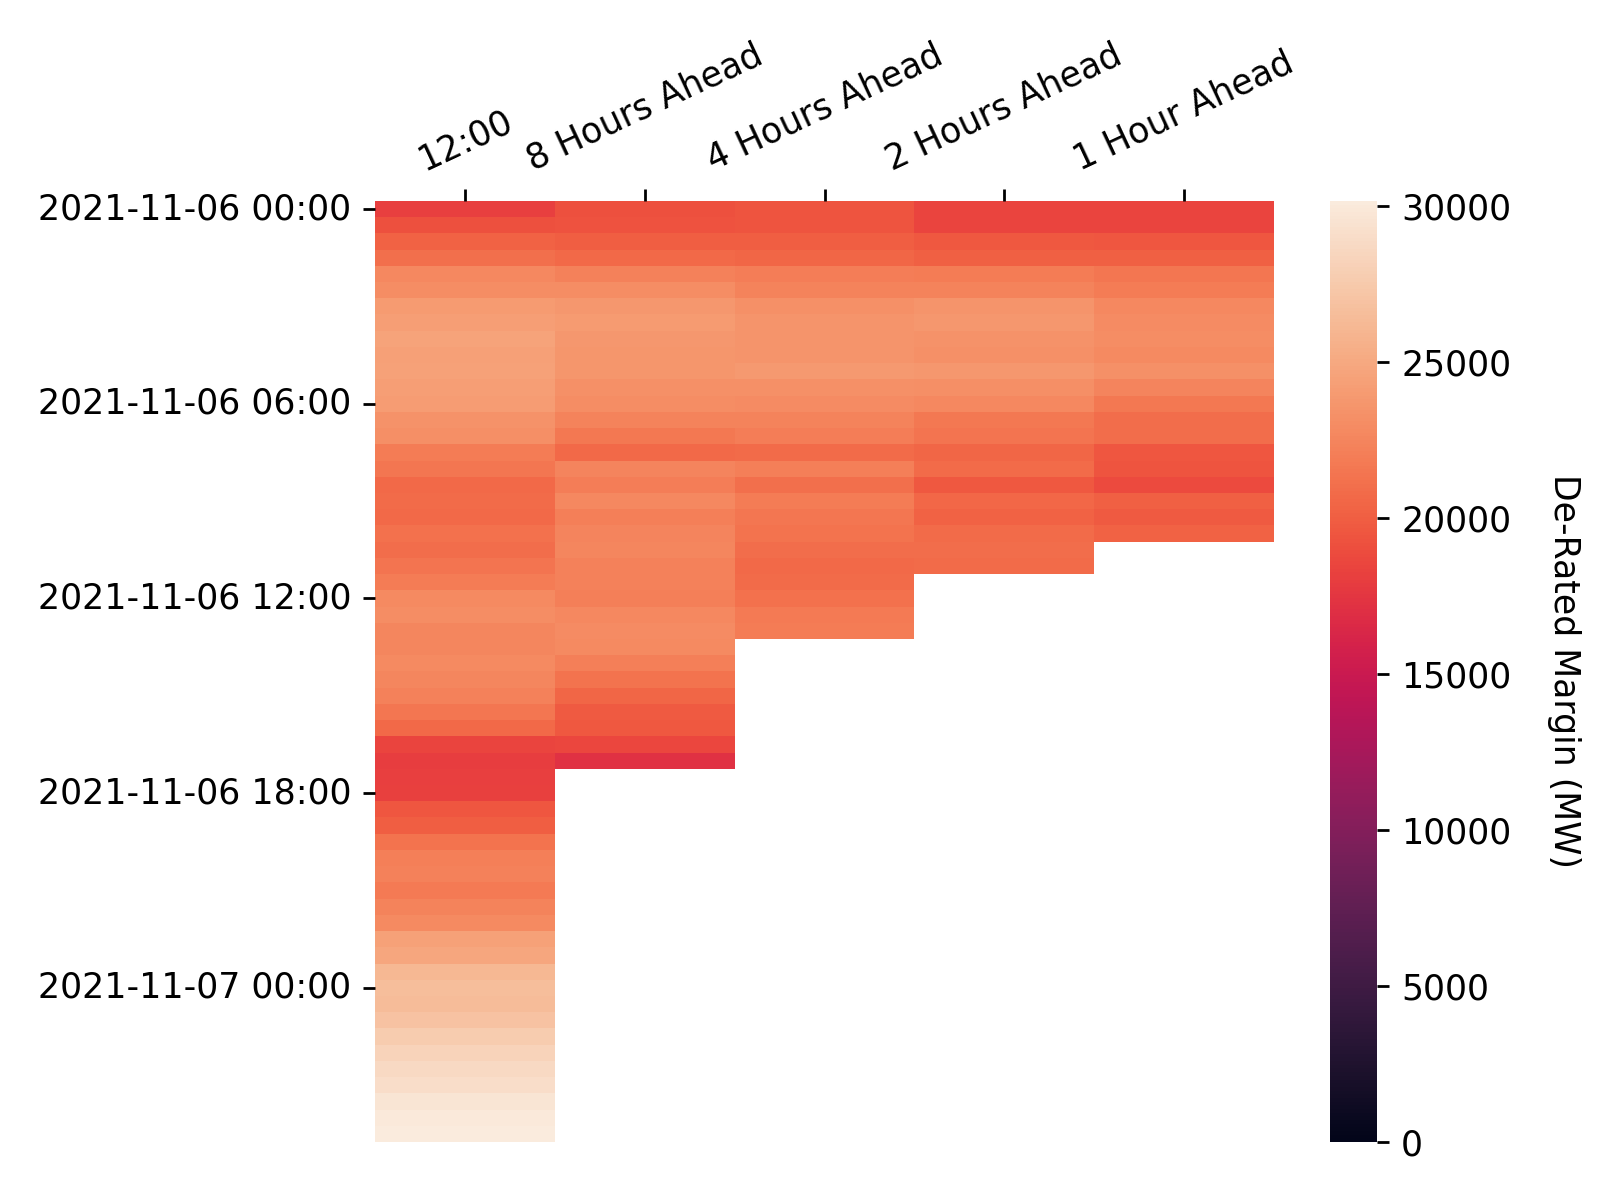 12:00
8 Hours Ahead
4 Hours Ahead
2 Hours Ahead
1 Hour Ahead
2021-11-06 00:00
2021-11-06 06:00
2021-11-06 12:00
2021-11-06 18:00
2021-11-07 00:00
30000
25000
20000
15000
10000
5000
0
De-Rated Margin (MW)